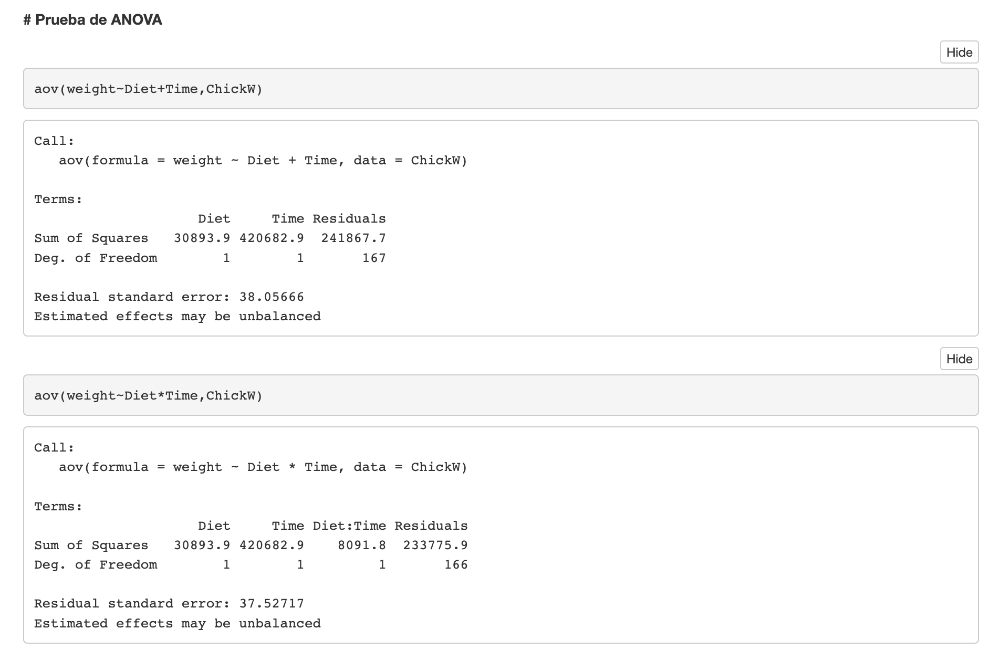 # Prueba de ANOVA
Hide
aov(weight~Diet+Time,ChickW)
Call:
   aov(formula = weight ~ Diet + Time, data = ChickW)
Terms:
                    Diet     Time Residuals
Sum of Squares   30893.9 420682.9  241867.7
Deg. of Freedom        1        1       167
Residual standard error: 38.05666
Estimated effects may be unbalanced
Hide
aov(weight~Diet*Time,ChickW)
Call:
   aov(formula = weight ~ Diet * Time, data = ChickW)
Terms:
                    Diet     Time Diet:Time Residuals
Sum of Squares   30893.9 420682.9    8091.8  233775.9
Deg. of Freedom        1        1         1       166
Residual standard error: 37.52717
Estimated effects may be unbalanced